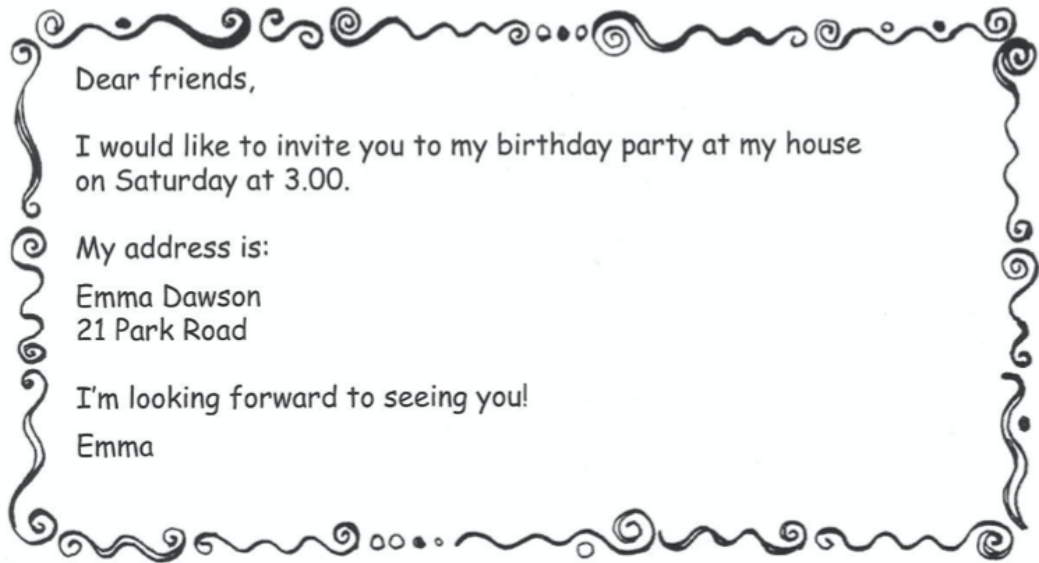 Dear friends,
I would like to invite you to my birthday party at my house
on Saturday at 3.00.
My address is:
Emma Dawson
21 Park Road
I'm looking forward to seeing you!
Emma